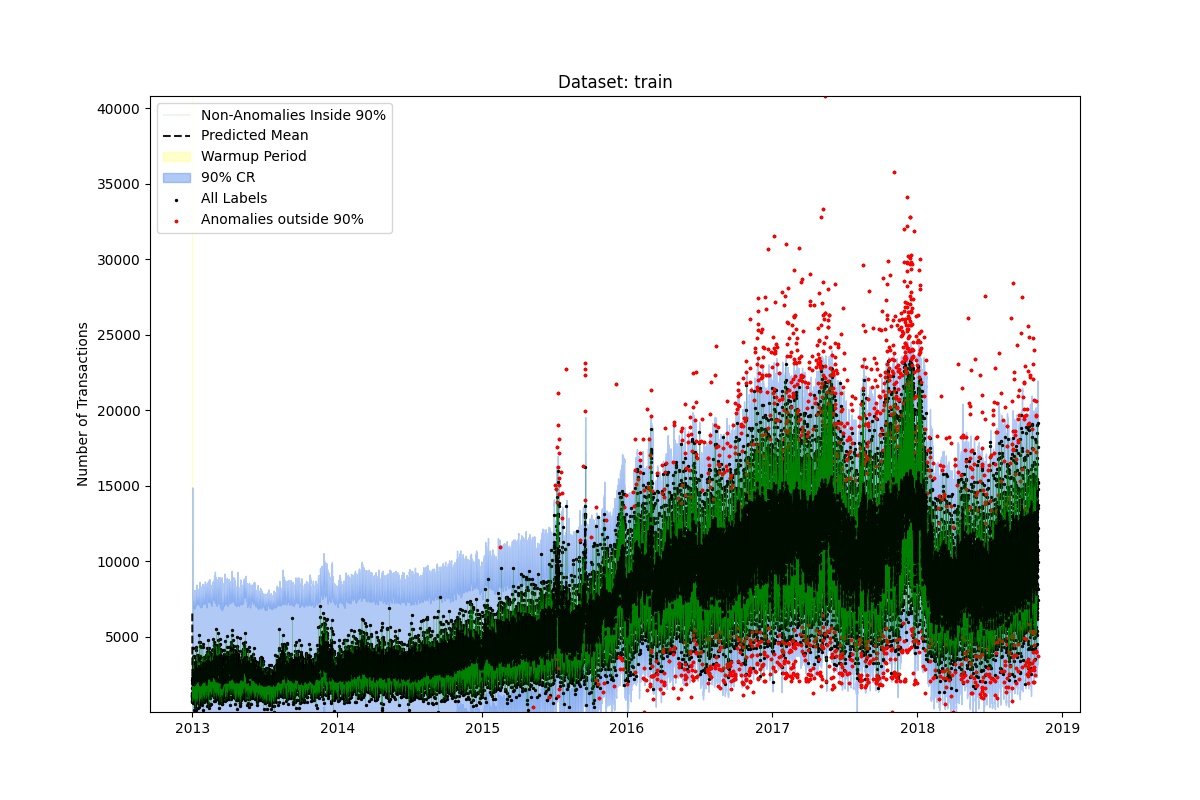 Dataset: train
Number of Transactions
40000
35000
30000
25000
20000
15000
10000
5000
Non-Anomalies Inside 90%
Predicted Mean
Warmup Period
90% CR
All Labels
Anomalies outside 90%
2013 2014 2015 2016 2017 2018 2019